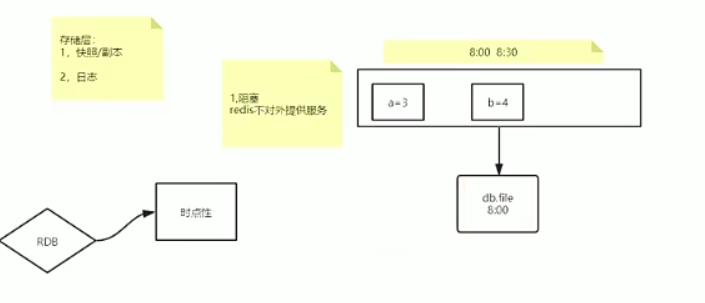 存储层：
1，快照/副本
2，日志
1,阻塞
redis不对外提供服务
8:00 8:30
a=3
b=4
db.file
8:00
时点性
RDB